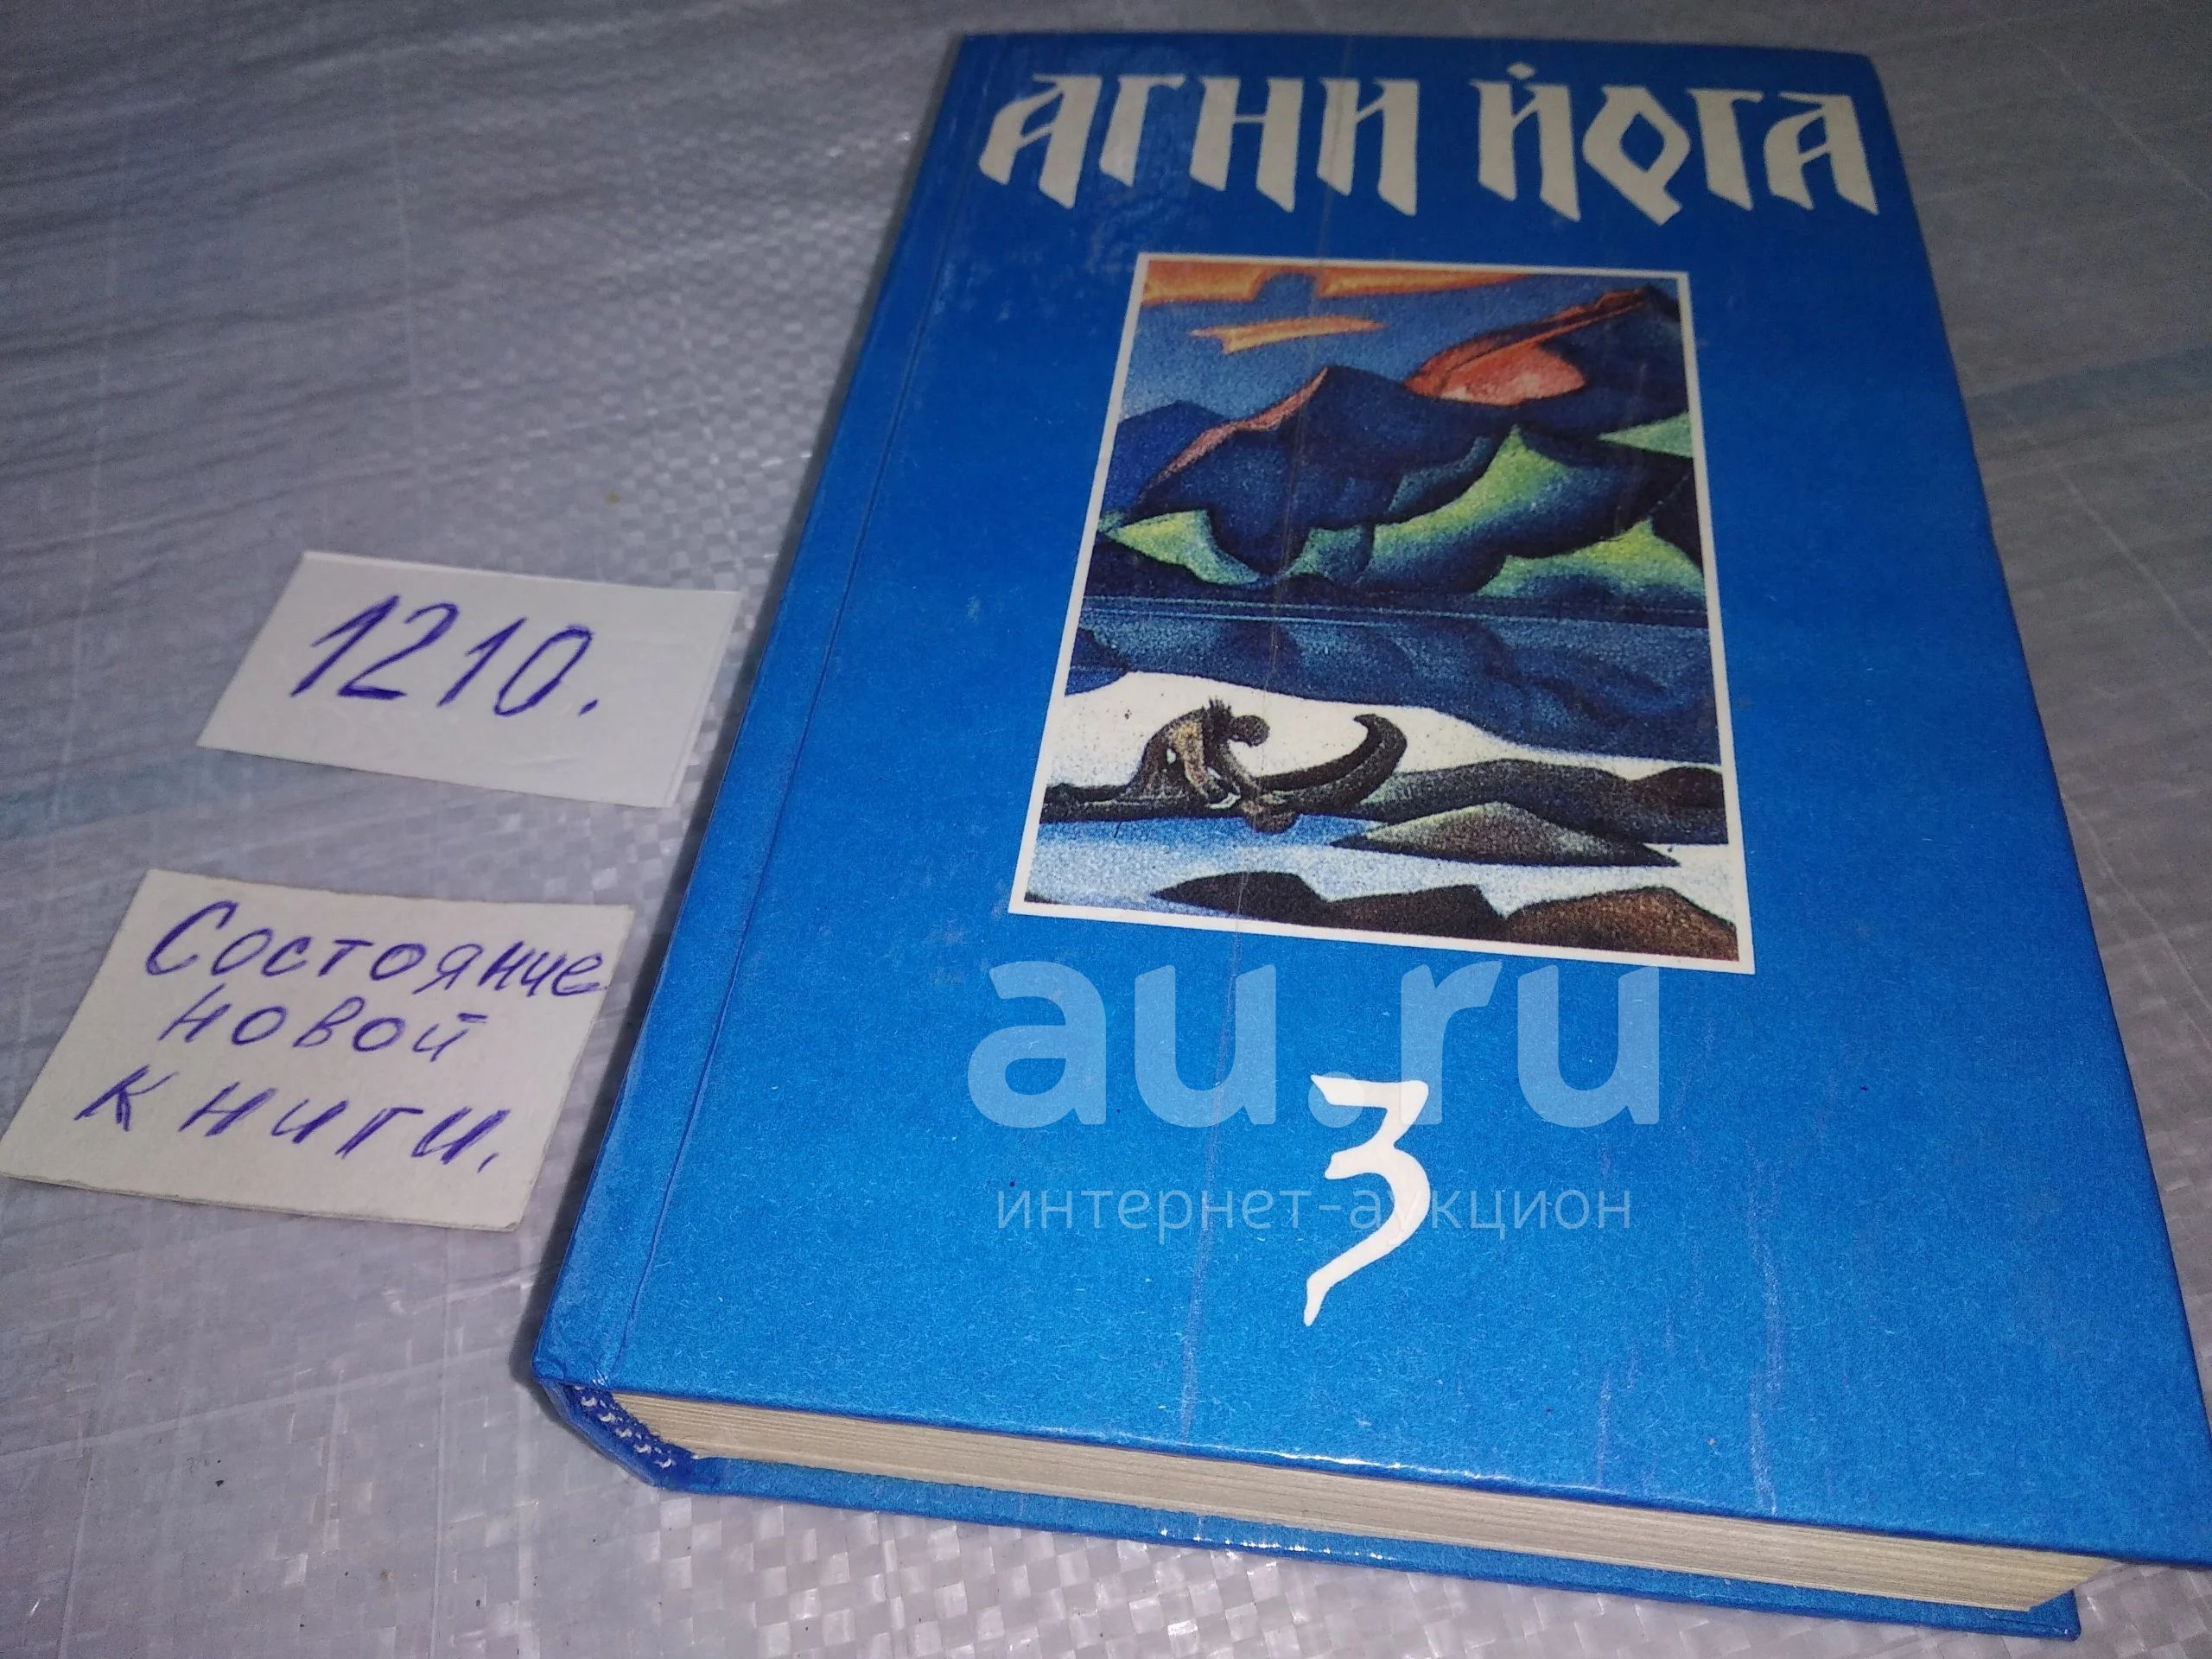 АГНИ ЙОГА
1210.
Состояние
новой
книги.
au.ru
3
интернет-аукцион